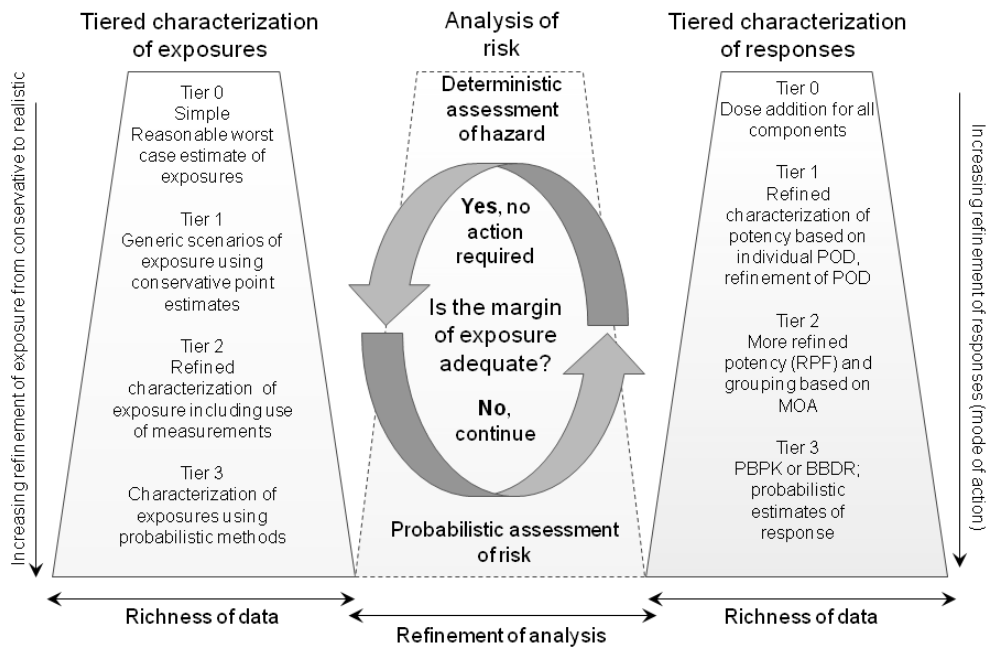 Tiered characterization
of exposures
Analysis of
risk
Tiered characterization
of responses
Increasing refinement of exposure from conservative to realistic
Tier 0
Simple
Reasonable worst
case estimate of
exposures
Tier 1
Generic scenarios of
exposure using
conservative point
estimates
Tier 2
Refined
characterization of
exposure including use
of measurements
Tier 3
Characterization of
exposures using
probabilistic methods
Deterministic
assessment
of hazard
Yes, no
action
required
Is the margin
of exposure
adequate?
No,
continue
Probabilistic assessment
of risk
Tier 0
Dose addition for all
components
Tier 1
Refined
characterization of
potency based on
individual POD,
refinement of POD
Tier 2
More refined
potency (RPF) and
grouping based on
MOA
Tier 3
PBPK or BBDR;
probabilistic
estimates of
response
Increasing refinement of responses (mode of action)
Richness of data
Refinement of analysis
Richness of data